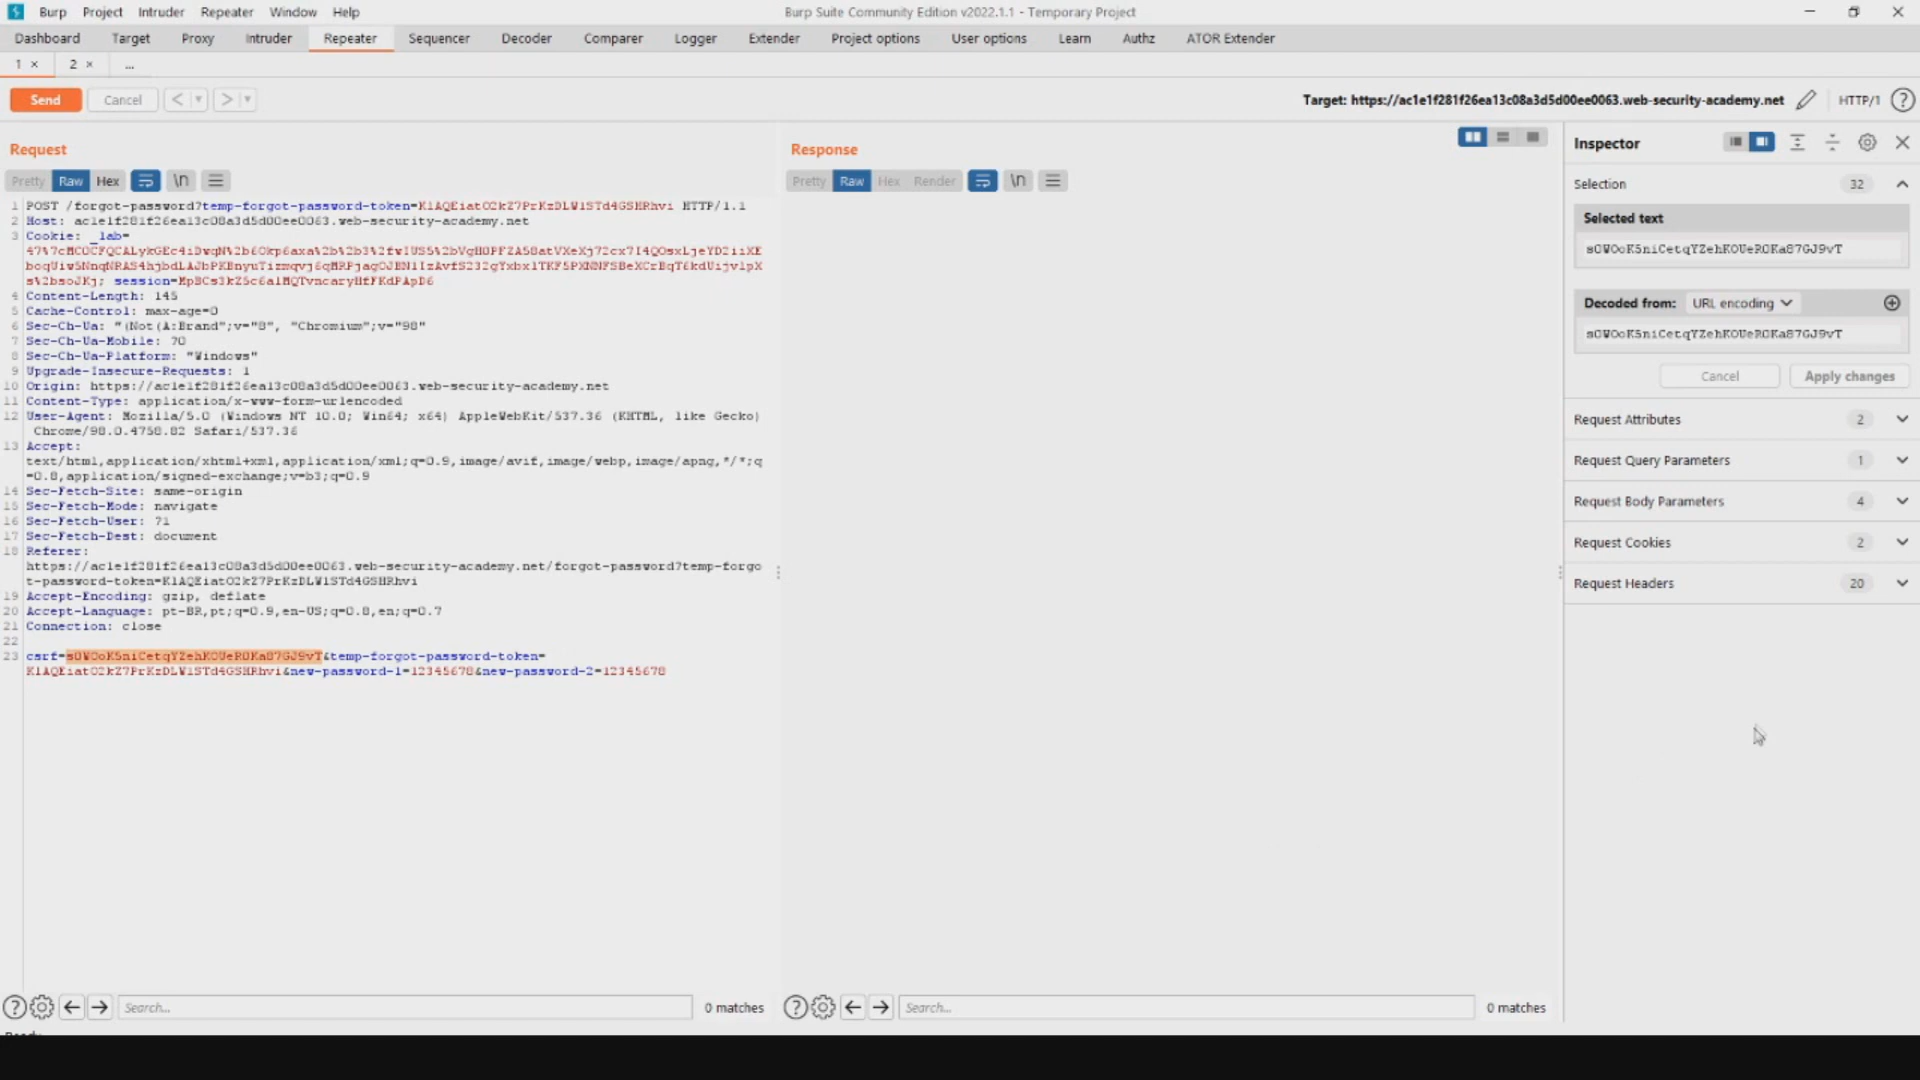 Burp Project Intruder Repeater Window Help
Burp Suite Community Edition v2022.1.1 - Temporary Project
Dashboard Target Proxy Intruder Repeater Sequencer Decoder Comparer Logger Extender Project options User options Learn Authz ATOR Extender
1 × 2 × ...
Send Cancel < >
Target: https://ac1e1f281f26ea13c08a3d5d00ee0063.web-security-academy.net HTTP/1
Request
Pretty Raw Hex \n
1 POST /forgot-password?temp-forgot-password-token=KlAQEiatO2kZ7PrKzDLWlSTd4GSHRhvi HTTP/1.1
2 Host: ac1e1f281f26ea13c08a3d5d00ee0063.web-security-academy.net
3 Cookie: _lab=
4 Content-Length: 145
5 Cache-Control: max-age=0
6 Sec-Ch-Ua: "(Not(A:Brand";v="8", "Chromium";v="98"
7 Sec-Ch-Ua-Mobile: ?0
8 Sec-Ch-Ua-Platform: "Windows"
9 Upgrade-Insecure-Requests: 1
10 Origin: https://ac1e1f281f26ea13c08a3d5d00ee0063.web-security-academy.net
11 Content-Type: application/x-www-form-urlencoded
12 User-Agent: Mozilla/5.0 (Windows NT 10.0; Win64; x64) AppleWebKit/537.36 (KHTML, like Gecko)
Chrome/98.0.4758.82 Safari/537.36
13 Accept:
text/html,application/xhtml+xml,application/xml;q=0.9,image/avif,image/webp,image/apng,*/*;q
=0.8,application/signed-exchange;v=b3;q=0.9
14 Sec-Fetch-Site: same-origin
15 Sec-Fetch-Mode: navigate
16 Sec-Fetch-User: ?1
17 Sec-Fetch-Dest: document
18 Referer:
https://ac1e1f281f26ea13c08a3d5d00ee0063.web-security-academy.net/forgot-password?temp-forgo
t-password-token=KlAQEiatO2kZ7PrKzDLWlSTd4GSHRhvi
19 Accept-Encoding: gzip, deflate
20 Accept-Language: pt-BR,pt;q=0.9,en-US;q=0.8,en;q=0.7
21 Connection: close
22
23 csrf=s0WOoK5niCetqYZehKOUeR0Ka87GJ9vT&temp-forgot-password-token=
KlAQEiatO2kZ7PrKzDLWlSTd4GSHRhvi&new-password-1=12345678&new-password-2=12345678
Search... 0 matches
Response
Pretty Raw Hex Render \n
Search... 0 matches
Inspector
Selection 32
Selected text
s0WOoK5niCetqYZehKOUeR0Ka87GJ9vT
Decoded from: URL encoding
s0WOoK5niCetqYZehKOUeR0Ka87GJ9vT
Cancel Apply changes
Request Attributes 2
Request Query Parameters 1
Request Body Parameters 4
Request Cookies 2
Request Headers 20